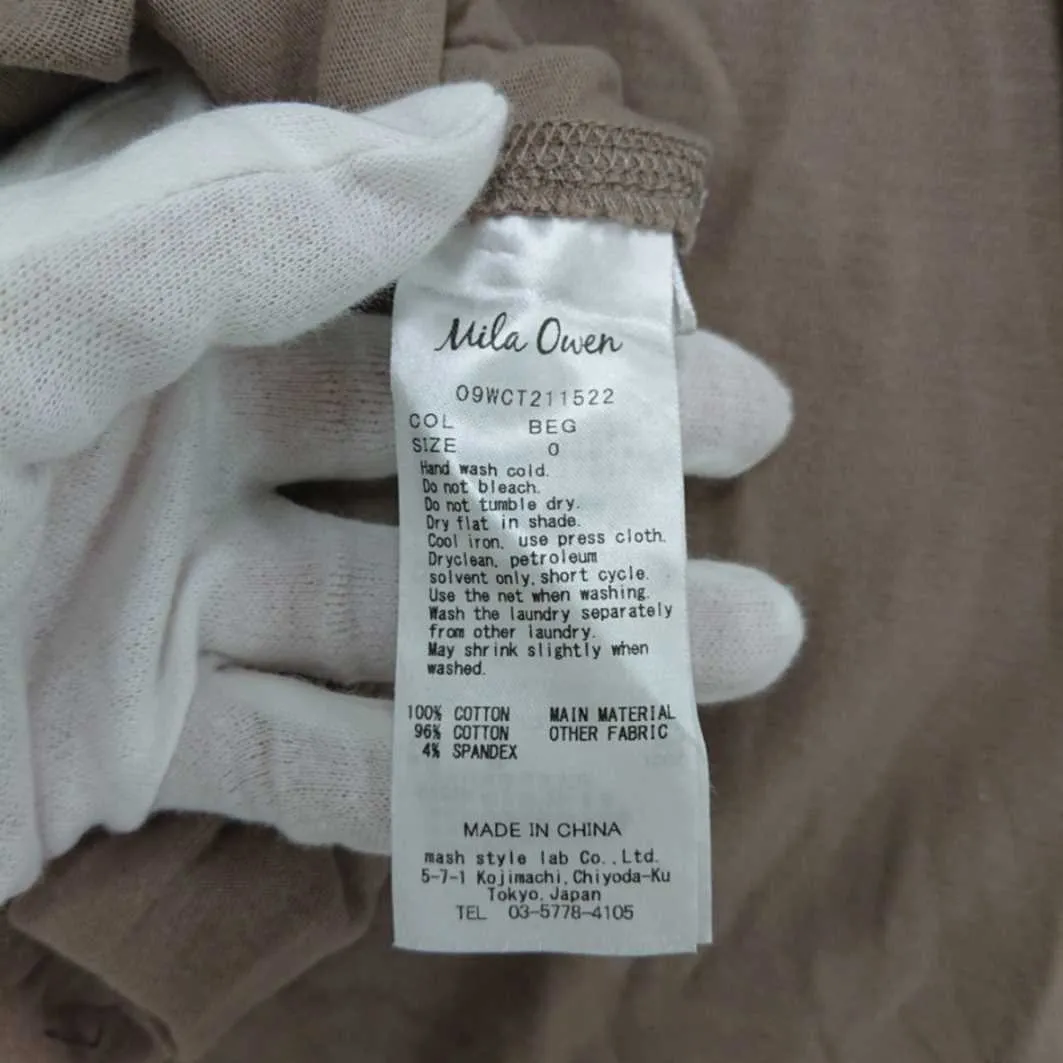 Mila Owen
09WCT211522
COL BEG
SIZE 0
Hand wash cold.
Do not bleach.
Do not tumble dry.
Dry flat in shade.
Cool iron, use press cloth.
Dryclean, petroleum
solvent only, short cycle.
Use the net when washing.
Wash the laundry separately
from other laundry.
May shrink slightly when
washed.
100% COTTON MAIN MATERIAL
96% COTTON OTHER FABRIC
4% SPANDEX
MADE IN CHINA
mash style lab Co.,Ltd.
5-7-1 Kojimachi, Chiyoda-Ku
Tokyo, Japan
TEL 03-5778-4105